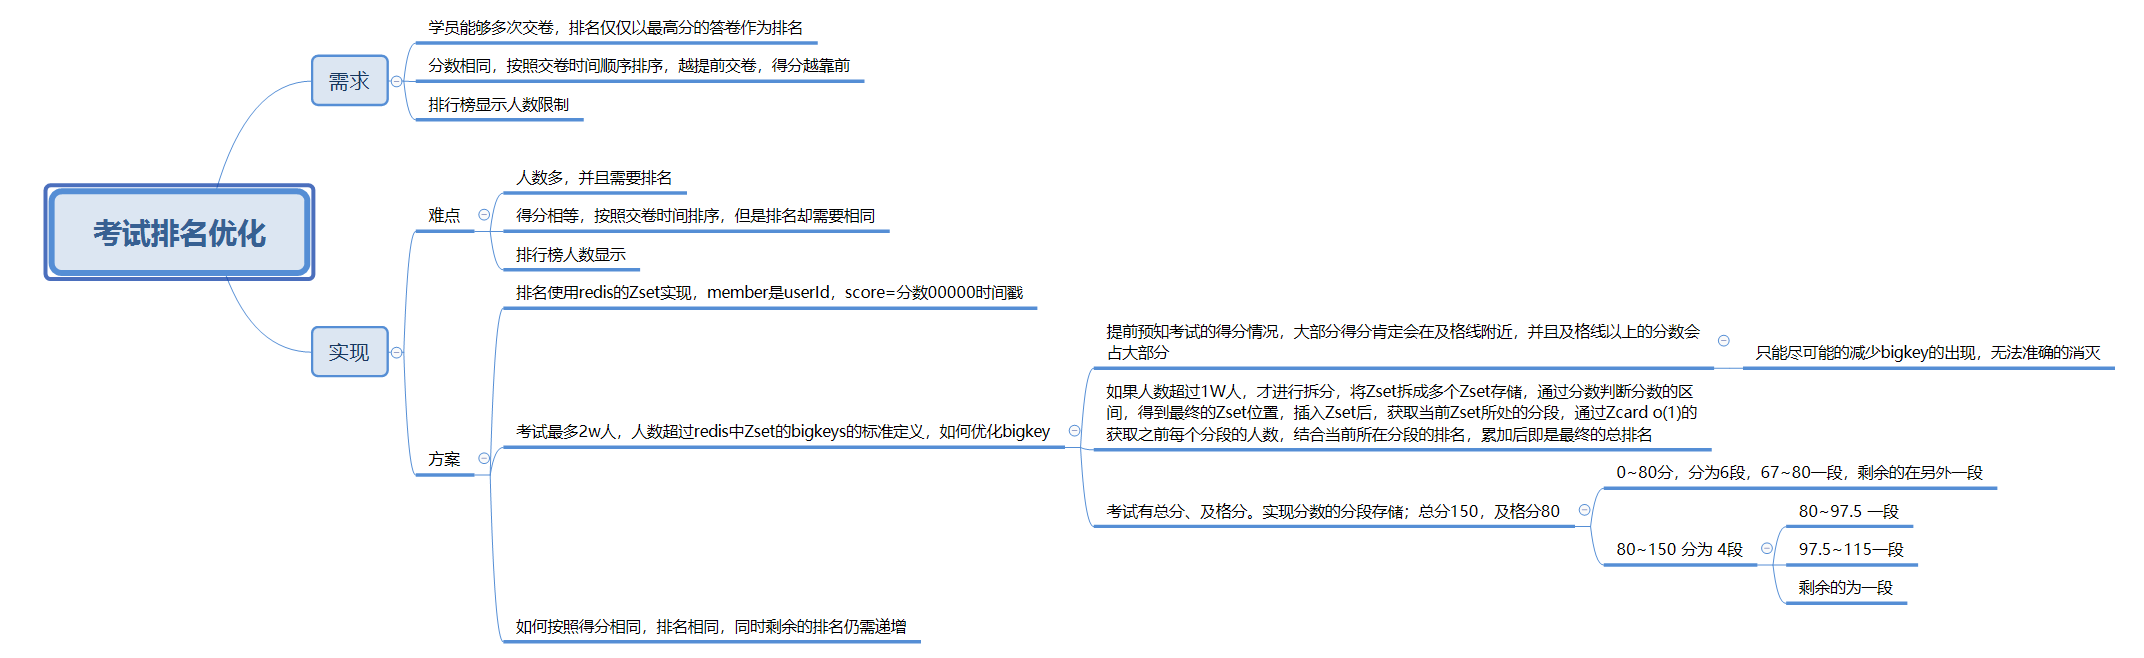 考试排名优化
需求
学员能够多次交卷，排名仅仅以最高分的答卷作为排名
分数相同，按照交卷时间顺序排序，越提前交卷，得分越靠前
排行榜显示人数限制
实现
难点
人数多，并且需要排名
得分相等，按照交卷时间排序，但是排名却需要相同
排行榜人数显示
方案
排名使用redis的Zset实现，member是userId，score=分数00000时间戳
考试最多2w人，人数超过redis中Zset的bigkeys的标准定义，如何优化bigkey
提前预知考试的得分情况，大部分得分肯定会在及格线附近，并且及格线以上的分数会
占大部分
只能尽可能的减少bigkey的出现，无法准确的消灭
如果人数超过1W人，才进行拆分，将Zset拆成多个Zset存储，通过分数判断分数的区
间，得到最终的Zset位置，插入Zset后，获取当前Zset所处的分段，通过Zcard o(1)的
获取之前每个分段的人数，结合当前所在分段的排名，累加后即是最终的总排名
考试有总分、及格分。实现分数的分段存储；总分150，及格分80
0~80分，分为6段，67~80一段，剩余的在另外一段
80~150 分为 4段
80~97.5 一段
97.5~115一段
剩余的为一段
如何按照得分相同，排名相同，同时剩余的排名仍需递增